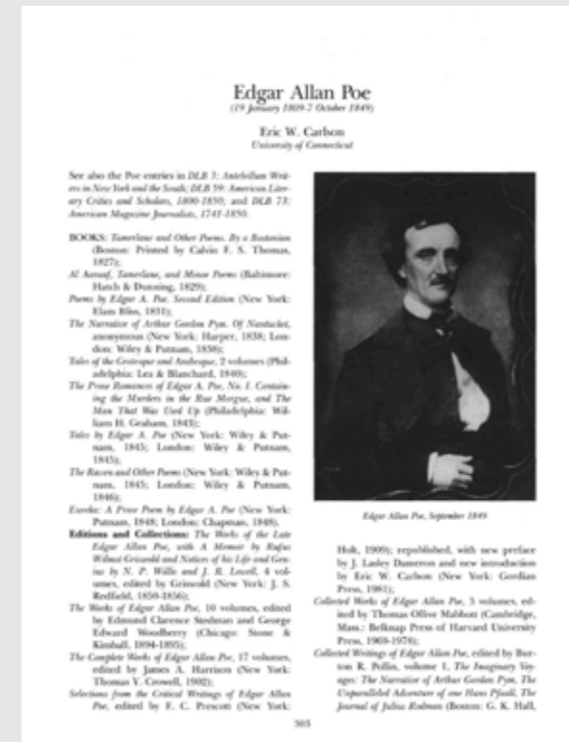 Edgar Allan Poe
(19 January 1809-7 October 1849)
Eric W. Carlson
University of Connecticut
See also the Poe entries in DLB 3: Antebellum Writ-
ers in New York and the South; DLB 59: American Liter-
ary Critics and Scholars, 1800-1850; and DLB 73:
American Magazine Journalists, 1741-1850.
BOOKS: Tamerlane and Other Poems. By a Bostonian
(Boston: Printed by Calvin F. S. Thomas,
1827);
Al Aaraaf, Tamerlane, and Minor Poems (Baltimore:
Hatch & Dunning, 1829);
Poems by Edgar A. Poe. Second Edition (New York:
Elam Bliss, 1831);
The Narrative of Arthur Gordon Pym. Of Nantucket,
anonymous (New York: Harper, 1838; Lon-
don: Wiley & Putnam, 1838);
Tales of the Grotesque and Arabesque, 2 volumes (Phil-
adelphia: Lea & Blanchard, 1840);
The Prose Romances of Edgar A. Poe, No. 1. Contain-
ing the Murders in the Rue Morgue, and The
Man That Was Used Up (Philadelphia: Wil-
liam H. Graham, 1843);
Tales by Edgar A. Poe (New York: Wiley & Put-
nam, 1845; London: Wiley & Putnam,
1845);
The Raven and Other Poems (New York: Wiley & Put-
nam, 1845; London: Wiley & Putnam,
1846);
Eureka: A Prose Poem by Edgar A. Poe (New York:
Putnam, 1848; London: Chapman, 1848).
Editions and Collections: The Works of the Late
Edgar Allan Poe, with A Memoir by Rufus
Wilmot Griswold and Notices of his Life and Gen-
ius by N. P. Willis and J. R. Lowell, 4 vol-
umes, edited by Griswold (New York: J. S.
Redfield, 1850-1856);
The Works of Edgar Allan Poe, 10 volumes, edited
by Edmund Clarence Stedman and George
Edward Woodberry (Chicago: Stone &
Kimball, 1894-1895);
The Complete Works of Edgar Allan Poe, 17 volumes,
edited by James A. Harrison (New York:
Thomas Y. Crowell, 1902);
Selections from the Critical Writings of Edgar Allan
Poe, edited by F. C. Prescott (New York:
Edgar Allan Poe, September 1849
Holt, 1909); republished, with new preface
by J. Lasley Dameron and new introduction
by Eric W. Carlson (New York: Gordian
Press, 1981);
Collected Works of Edgar Allan Poe, 3 volumes, ed-
ited by Thomas Ollive Mabbott (Cambridge,
Mass.: Belknap Press of Harvard University
Press, 1969-1978);
Collected Writings of Edgar Allan Poe, edited by Bur-
ton R. Pollin, volume 1, The Imaginary Voy-
ages: The Narrative of Arthur Gordon Pym, The
Unparalleled Adventure of one Hans Pfaall, The
Journal of Julius Rodman (Boston: G. K. Hall,
303